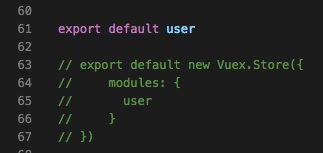 60
61 export default user
62
63 // export default new Vuex.Store({
64 //     modules: {
65 //       user
66 //     }
67 // })